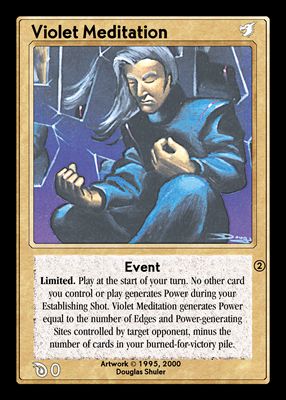 Violet Meditation
Event
2
Limited. Play at the start of your turn. No other card
you control or play generates Power during your
Establishing Shot. Violet Meditation generates Power
equal to the number of Edges and Power-generating
Sites controlled by target opponent, minus the
number of cards in your burned-for-victory pile.
0
Artwork © 1995, 2000
Douglas Shuler